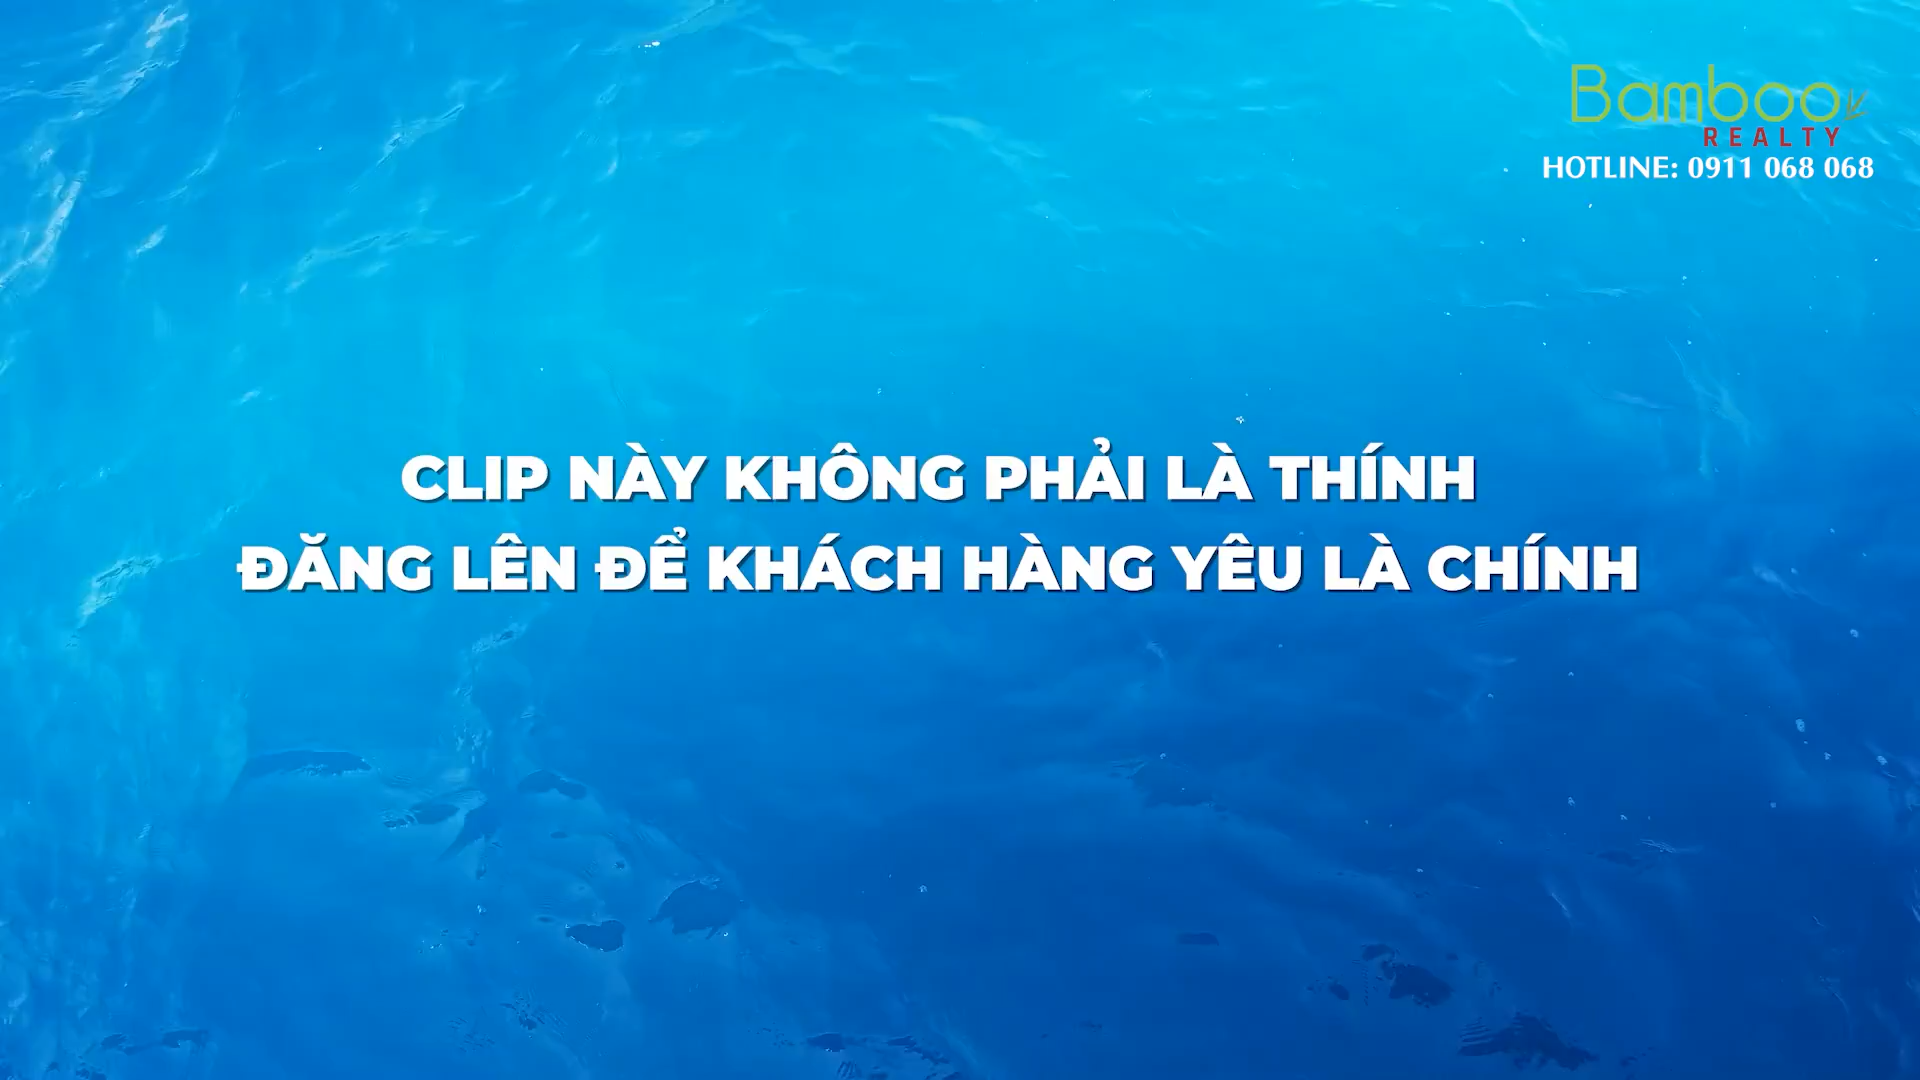 Bamboo
REALTY
HOTLINE: 0911 068 068
CLIP NÀY KHÔNG PHẢI LÀ THÍNH
ĐĂNG LÊN ĐỂ KHÁCH HÀNG YÊU LÀ CHÍNH